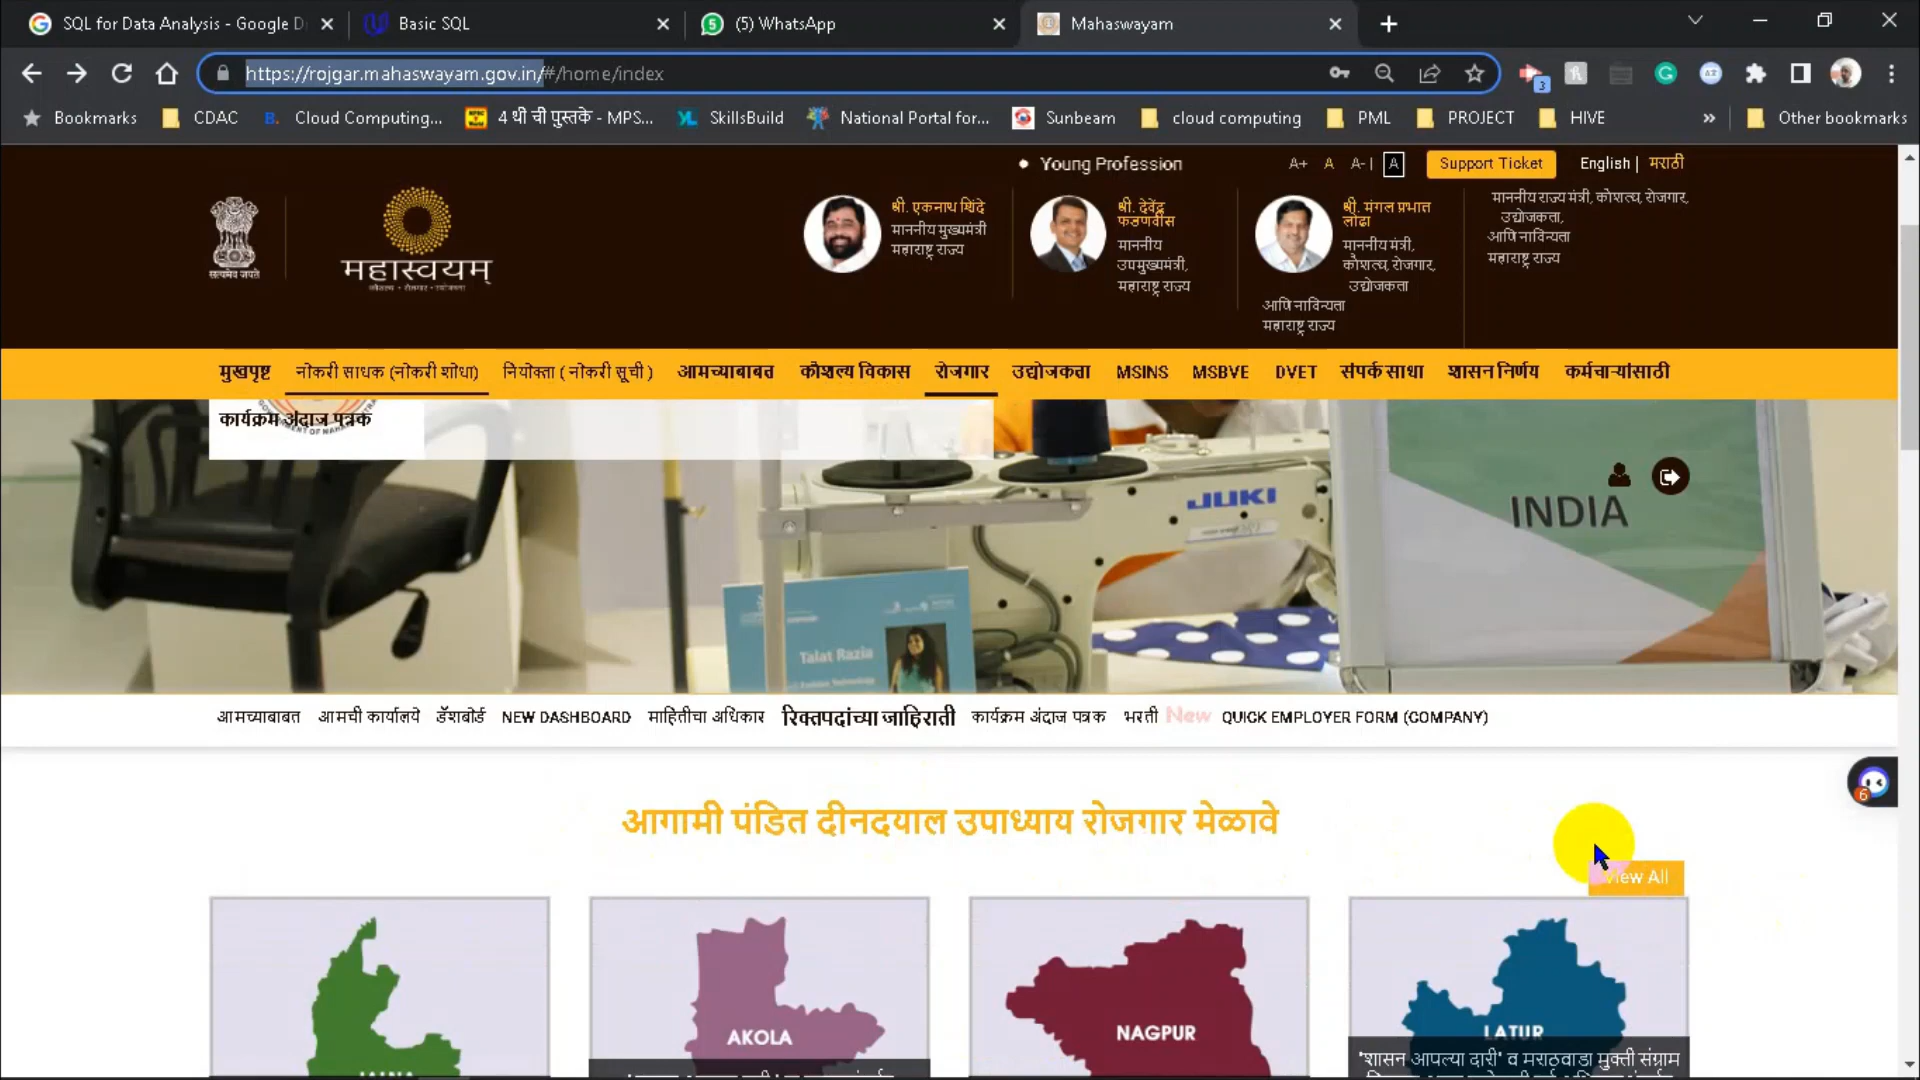 SQL for Data Analysis - Google D
Basic SQL
(5) WhatsApp
Mahaswayam
https://rojgar.mahaswayam.gov.in/#/home/index
Bookmarks
CDAC
Cloud Computing...
4 थी ची पुस्तके - MPS...
SkillsBuild
National Portal for...
Sunbeam
cloud computing
PML
PROJECT
HIVE
Other bookmarks
Young Profession
A+ A A- | A
Support Ticket
English | मराठी
सत्यमेव जयते
महास्वयम्
श्री. एकनाथ शिंदे
माननीय मुख्यमंत्री
महाराष्ट्र राज्य
श्री. देवेंद्र
फडणवीस
माननीय
उपमुख्यमंत्री,
महाराष्ट्र राज्य
श्री. मंगल प्रभात
लोढा
माननीय मंत्री,
कौशल्य, रोजगार,
उद्योजकता
आणि नाविन्यता
महाराष्ट्र राज्य
माननीय राज्य मंत्री, कौशल्य, रोजगार,
उद्योजकता,
आणि नाविन्यता
महाराष्ट्र राज्य
मुखपृष्ट नोकरी साधक (नोकरी शोधा) नियोक्ता ( नोकरी सूची ) आमच्याबाबत कौशल्य विकास रोजगार उद्योजकता MSINS MSBVE DVET संपर्क साधा शासन निर्णय कर्मचाऱ्यांसाठी
कार्यक्रम अंदाज पत्रक
JUKI
INDIA
Talat Razia
आमच्याबाबत आमची कार्यालये डॅशबोर्ड NEW DASHBOARD माहितीचा अधिकार रिक्तपदांच्या जाहिराती कार्यक्रम अंदाज पत्रक भरती New QUICK EMPLOYER FORM (COMPANY)
6
आगामी पंडित दीनदयाल उपाध्याय रोजगार मेळावे
View All
JALNA
AKOLA
NAGPUR
LATUR
'शासन आपल्या दारी' व मराठवाडा मुक्ती संग्राम